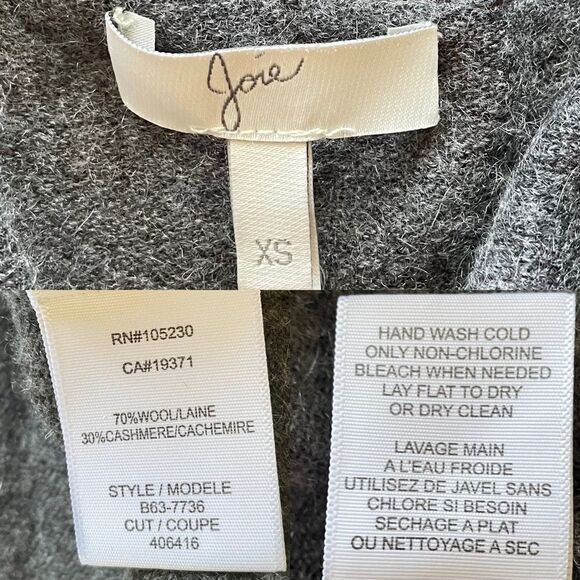 Joie
XS
RN#105230
CA#19371
70%WOOL/LAINE
30%CASHMERE/CACHEMIRE
STYLE / MODELE
B63-7736
CUT / COUPE
406416
HAND WASH COLD
ONLY NON-CHLORINE
BLEACH WHEN NEEDED
LAY FLAT TO DRY
OR DRY CLEAN
LAVAGE MAIN
A L'EAU FROIDE
UTILISEZ DE JAVEL SANS
CHLORE SI BESOIN
SECHAGE A PLAT
OU NETTOYAGE A SEC